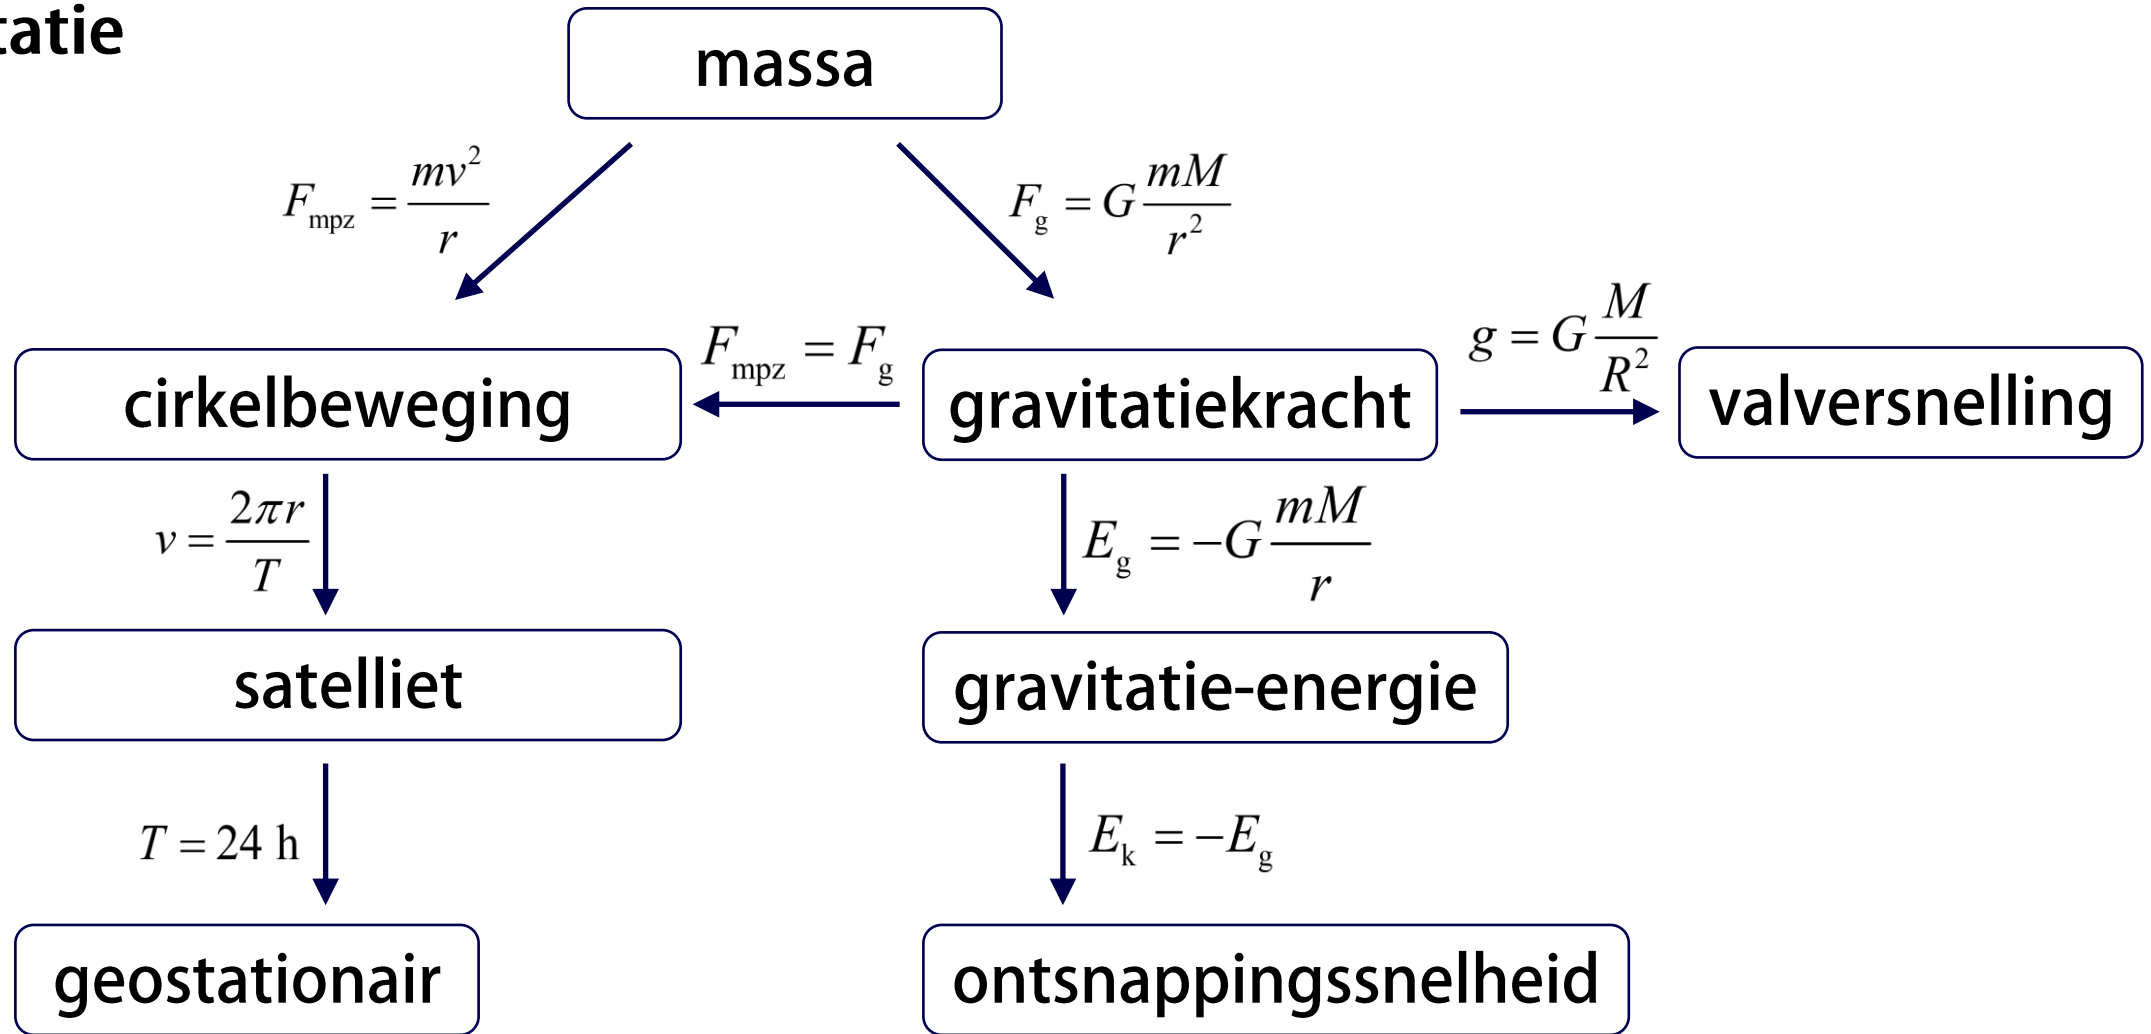 tatie
massa
F_mpz = mv²/r
F_g = G mM/r²
F_mpz = F_g
g = G M/R²
cirkelbeweging
gravitatiekracht
valversnelling
v = 2πr/T
E_g = −G mM/r
satelliet
gravitatie-energie
T = 24 h
E_k = −E_g
geostationair
ontsnappingssnelheid